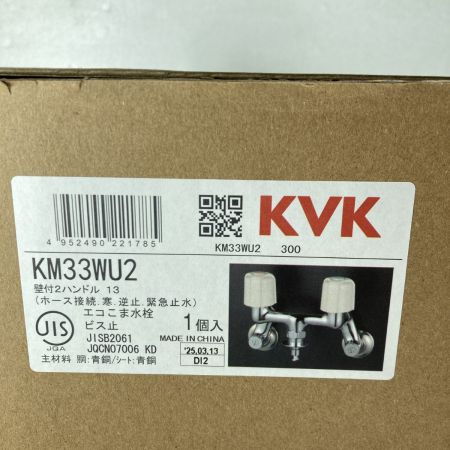 KVK
4 952490 221785
KM33WU2 300
KM33WU2
壁付2ハンドル 13
(ホース接続.寒.逆止.緊急止水)
エコこま水栓
ビス止
1個入
JIS
JQA
JISB2061
JQCN07006 KD
MADE IN CHINA
'25.03.13
DI2
主材料 胴:青銅/シート:青銅